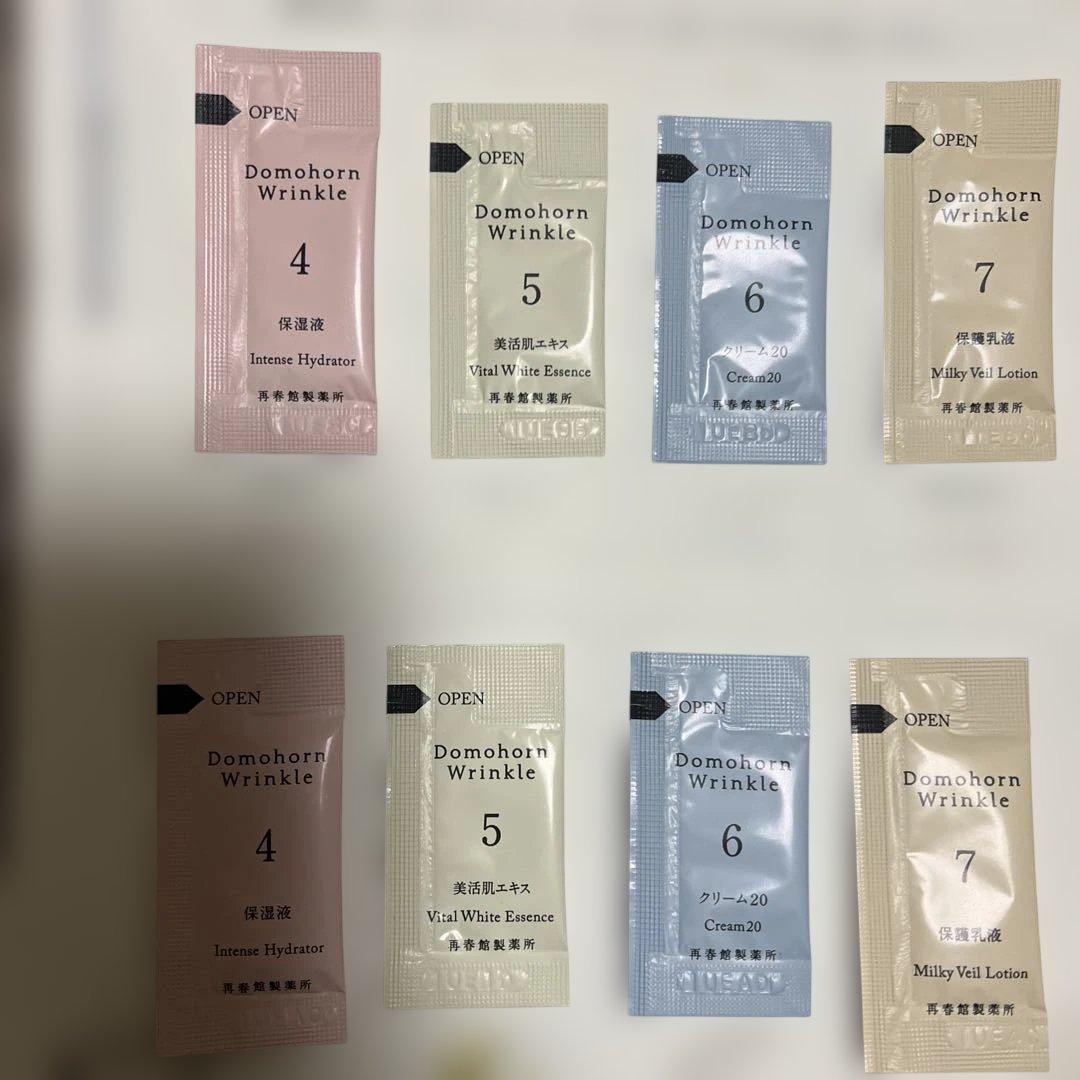 OPEN
Domohorn
Wrinkle
4
保湿液
Intense Hydrator
再春館製薬所
OPEN
Domohorn
Wrinkle
5
美活肌エキス
Vital White Essence
再春館製薬所
OPEN
Domohorn
Wrinkle
6
クリーム20
Cream20
再春館製薬所
OPEN
Domohorn
Wrinkle
7
保護乳液
Milky Veil Lotion
再春館製薬所
OPEN
Domohorn
Wrinkle
4
保湿液
Intense Hydrator
再春館製薬所
OPEN
Domohorn
Wrinkle
5
美活肌エキス
Vital White Essence
再春館製薬所
OPEN
Domohorn
Wrinkle
6
クリーム20
Cream20
再春館製薬所
OPEN
Domohorn
Wrinkle
7
保護乳液
Milky Veil Lotion
再春館製薬所